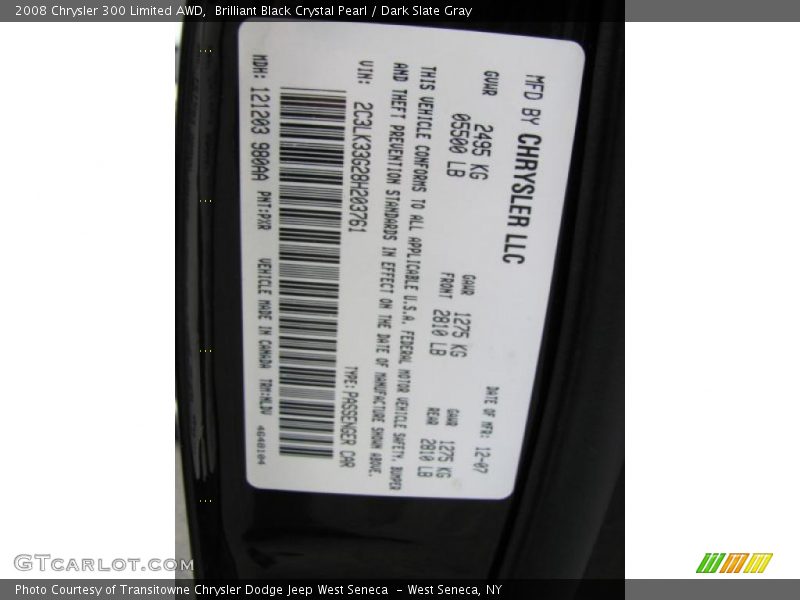 2008 Chrysler 300 Limited AWD,  Brilliant Black Crystal Pearl / Dark Slate Gray
MFD BY CHRYSLER LLC
DATE OF MFR: 12-07
GVWR 2495 KG
05500 LB
GAWR FRONT 1275 KG
2810 LB
GAWR REAR 1275 KG
2810 LB
THIS VEHICLE CONFORMS TO ALL APPLICABLE U.S.A. FEDERAL MOTOR VEHICLE SAFETY, BUMPER
AND THEFT PREVENTION STANDARDS IN EFFECT ON THE DATE OF MANUFACTURE SHOWN ABOVE.
VIN: 2C3LK33G28H203761
TYPE: PASSENGER CAR
MDH: 121203 980AA PNT:PXR VEHICLE MADE IN CANADA TRM:MLDV 4648104
GTcarlot.com
Photo Courtesy of Transitowne Chrysler Dodge Jeep West Seneca  - West Seneca, NY